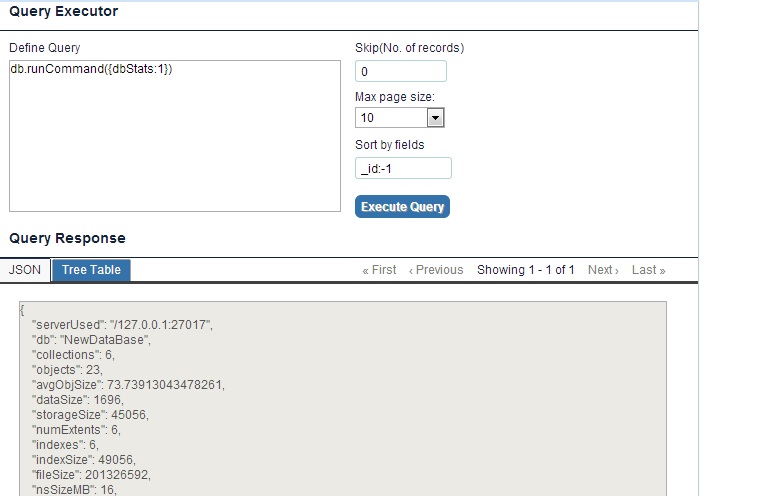 Query Executor
Define Query
db.runCommand({dbStats:1})
Skip(No. of records)
0
Max page size:
10
Sort by fields
_id:-1
Execute Query
Query Response
JSON Tree Table « First ‹ Previous Showing 1 - 1 of 1 Next › Last »
{
"serverUsed": "/127.0.0.1:27017",
"db": "NewDataBase",
"collections": 6,
"objects": 23,
"avgObjSize": 73.73913043478261,
"dataSize": 1696,
"storageSize": 45056,
"numExtents": 6,
"indexes": 6,
"indexSize": 49056,
"fileSize": 201326592,
"nsSizeMB": 16,